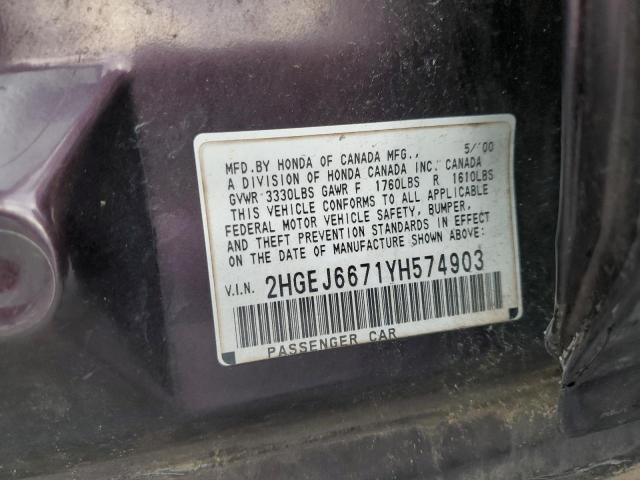 MFD.BY HONDA OF CANADA MFG., 5/'00
A DIVISION OF HONDA CANADA INC. CANADA
GVWR 3330LBS GAWR F 1760LBS R 1610LBS
THIS VEHICLE CONFORMS TO ALL APPLICABLE
FEDERAL MOTOR VEHICLE SAFETY, BUMPER,
AND THEFT PREVENTION STANDARDS IN EFFECT
ON THE DATE OF MANUFACTURE SHOWN ABOVE:
V.I.N. 2HGEJ6671YH574903
PASSENGER CAR